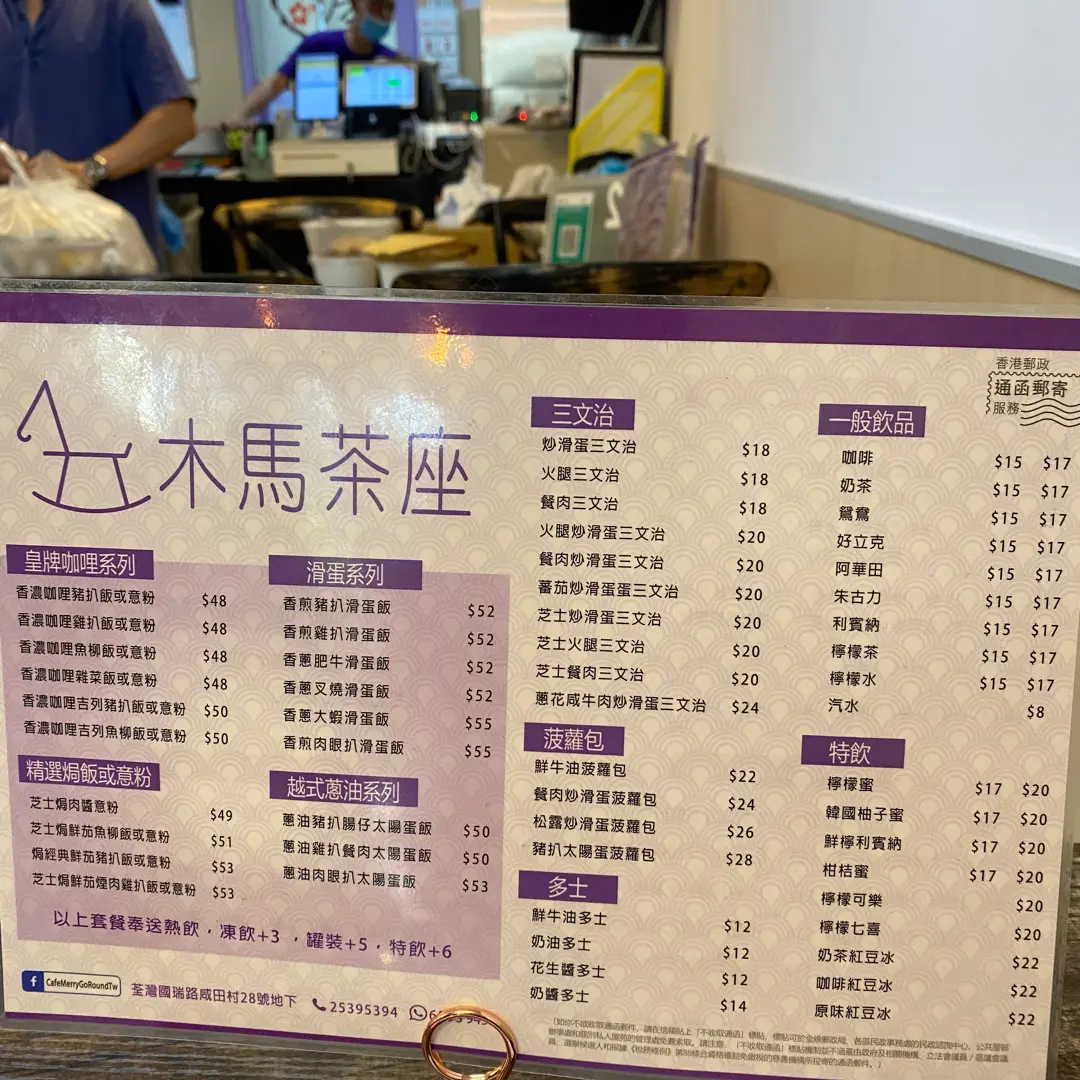 香港郵政
通函郵寄
服務
木馬茶座
皇牌咖哩系列
香濃咖哩豬扒飯或意粉 $48
香濃咖哩雞扒飯或意粉 $48
香濃咖哩魚柳飯或意粉 $48
香濃咖哩雜菜飯或意粉 $48
香濃咖哩吉列豬扒飯或意粉 $50
香濃咖哩吉列魚柳飯或意粉 $50
精選焗飯或意粉
芝士焗肉醬意粉 $49
芝士焗鮮茄魚柳飯或意粉 $51
焗經典鮮茄豬扒飯或意粉 $53
芝士焗鮮茄煙肉雞扒飯或意粉 $53
滑蛋系列
香煎豬扒滑蛋飯 $52
香煎雞扒滑蛋飯 $52
香蔥肥牛滑蛋飯 $52
香蔥叉燒滑蛋飯 $52
香蔥大蝦滑蛋飯 $55
香煎肉眼扒滑蛋飯 $55
越式蔥油系列
蔥油豬扒腸仔太陽蛋飯 $50
蔥油雞扒餐肉太陽蛋飯 $50
蔥油肉眼扒太陽蛋飯 $53
以上套餐奉送熱飲，凍飲+3，罐裝+5，特飲+6
f CafeMerryGoRoundTw
荃灣國瑞路咸田村28號地下 25395394
三文治
炒滑蛋三文治 $18
火腿三文治 $18
餐肉三文治 $18
火腿炒滑蛋三文治 $20
餐肉炒滑蛋三文治 $20
蕃茄炒滑蛋蛋三文治 $20
芝士炒滑蛋三文治 $20
芝士火腿三文治 $20
芝士餐肉三文治 $20
蔥花咸牛肉炒滑蛋三文治 $24
菠蘿包
鮮牛油菠蘿包 $22
餐肉炒滑蛋菠蘿包 $24
松露炒滑蛋菠蘿包 $26
豬扒太陽蛋菠蘿包 $28
多士
鮮牛油多士 $12
奶油多士 $12
花生醬多士 $12
奶醬多士 $14
一般飲品
咖啡 $15 $17
奶茶 $15 $17
鴛鴦 $15 $17
好立克 $15 $17
阿華田 $15 $17
朱古力 $15 $17
利賓納 $15 $17
檸檬茶 $15 $17
檸檬水 $15 $17
汽水 $8
特飲
檸檬蜜 $17 $20
韓國柚子蜜 $17 $20
鮮檸利賓納 $17 $20
柑桔蜜 $17 $20
檸檬可樂 $20
檸檬七喜 $20
奶茶紅豆冰 $22
咖啡紅豆冰 $22
原味紅豆冰 $22
2